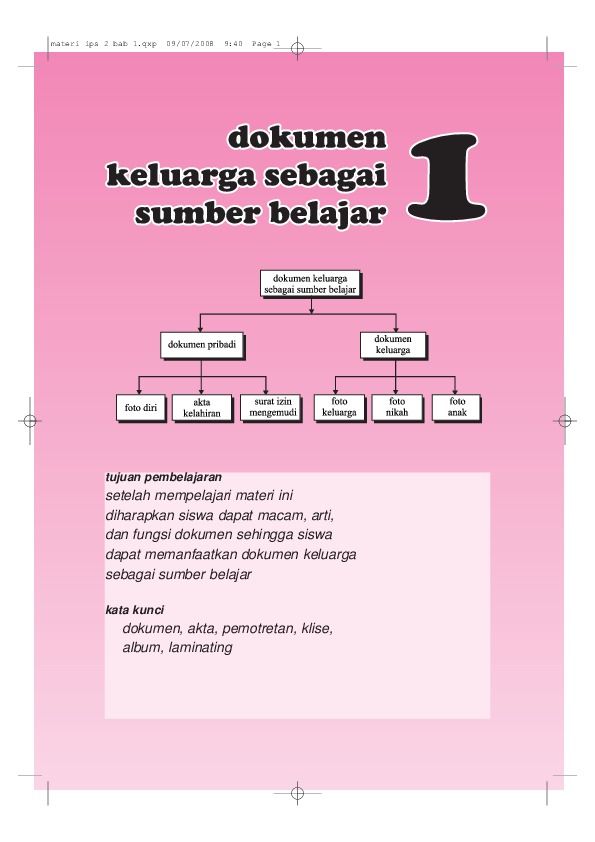 materi ips 2 bab 1.qxp 09/07/2008 9:40 Page 1
dokumen
keluarga sebagai
sumber belajar
1
dokumen keluarga
sebagai sumber belajar
dokumen pribadi
dokumen
keluarga
foto diri
akta
kelahiran
surat izin
mengemudi
foto
keluarga
foto
nikah
foto
anak
tujuan pembelajaran
setelah mempelajari materi ini
diharapkan siswa dapat macam, arti,
dan fungsi dokumen sehingga siswa
dapat memanfaatkan dokumen keluarga
sebagai sumber belajar
kata kunci
dokumen, akta, pemotretan, klise,
album, laminating